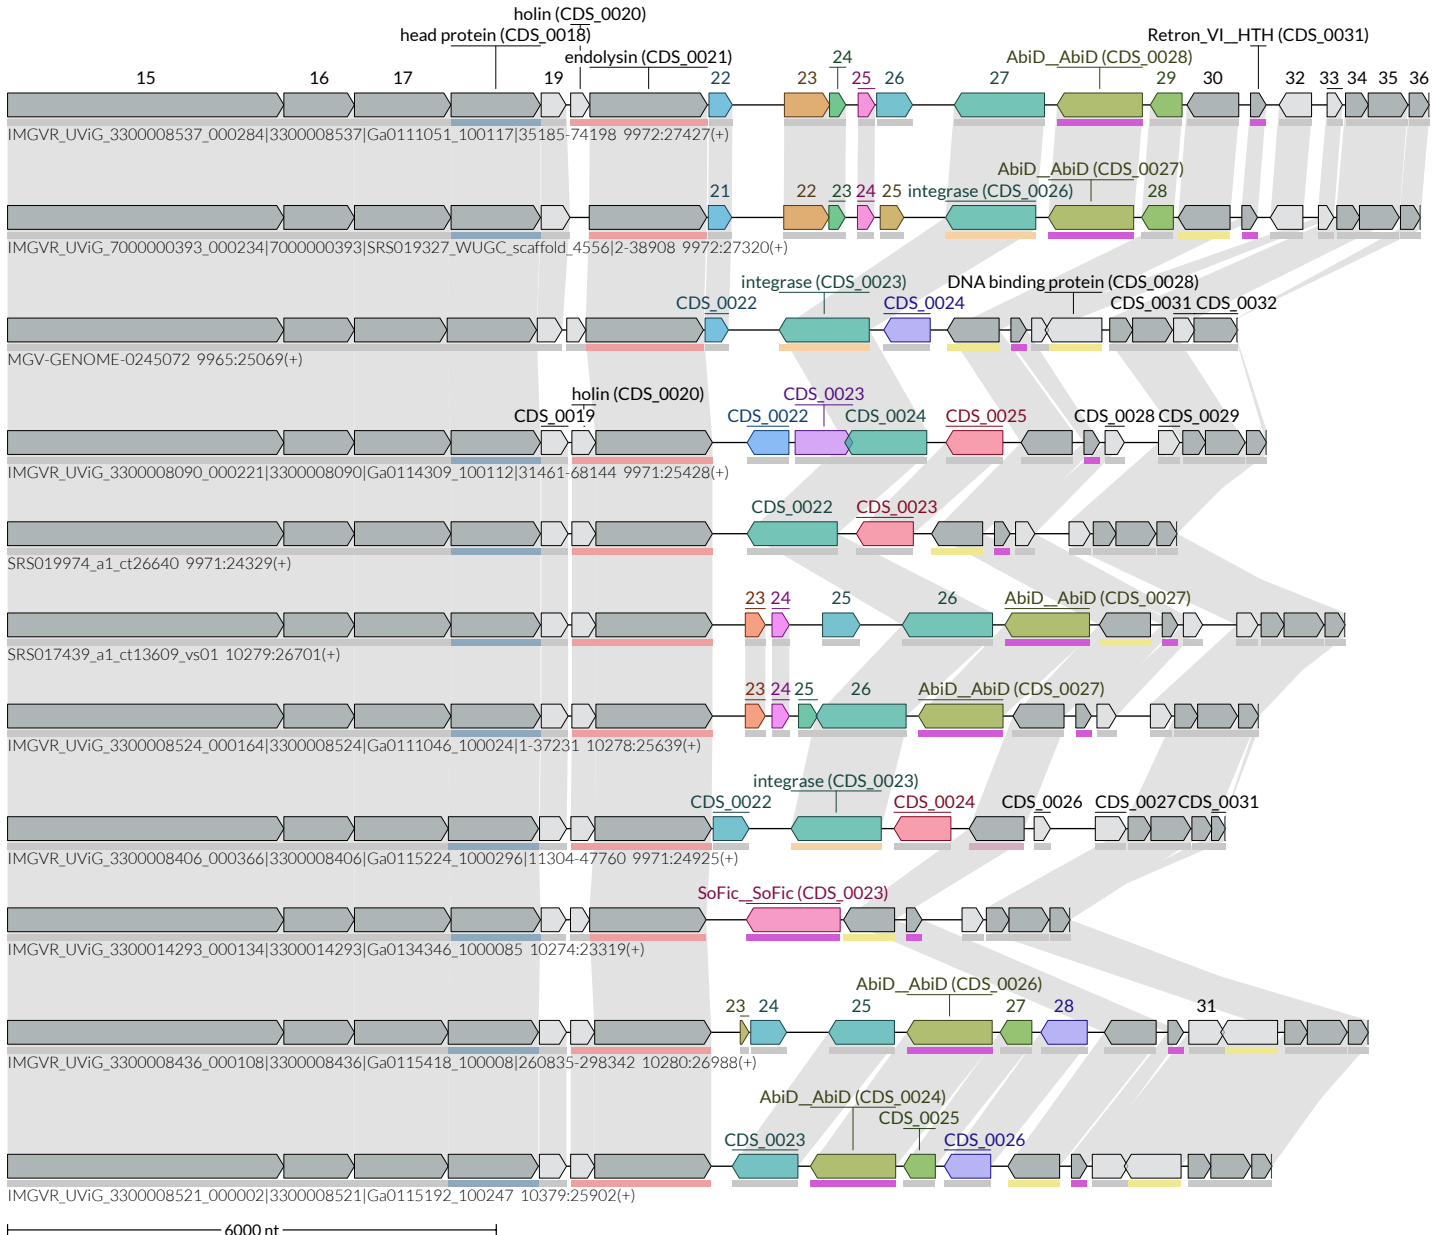 holin (CDS_0020)
head protein (CDS_0018)
Retron_VI__HTH (CDS_0031)
24 AbiD__AbiD (CDS_0028)
endolysin (CDS_0021)
15 16 17 19 22 23 25 26 27 29 30 32 33 34 35 36
IMGVR_UViG_3300008537_000284|3300008537|Ga0111051_100117|35185-74198 9972:27427(+)
AbiD__AbiD (CDS_0027)
21 22 23 24 25 integrase (CDS_0026) 28
IMGVR_UViG_7000000393_000234|7000000393|SRS019327_WUGC_scaffold_4556|2-38908 9972:27320(+)
integrase (CDS_0023) DNA binding protein (CDS_0028)
CDS_0022 CDS_0024 CDS_0031 CDS_0032
MGV-GENOME-0245072 9965:25069(+)
holin (CDS_0020) CDS_0023
CDS_0019 CDS_0022 CDS_0024 CDS_0025 CDS_0028 CDS_0029
IMGVR_UViG_3300008090_000221|3300008090|Ga0114309_100112|31461-68144 9971:25428(+)
CDS_0022 CDS_0023
SRS019974_a1_ct26640 9971:24329(+)
23 24 25 26 AbiD__AbiD (CDS_0027)
SRS017439_a1_ct13609_vs01 10279:26701(+)
23 24 25 26 AbiD__AbiD (CDS_0027)
IMGVR_UViG_3300008524_000164|3300008524|Ga0111046_100024|1-37231 10278:25639(+)
integrase (CDS_0023)
CDS_0022 CDS_0024 CDS_0026 CDS_0027 CDS_0031
IMGVR_UViG_3300008406_000366|3300008406|Ga0115224_1000296|11304-47760 9971:24925(+)
SoFic__SoFic (CDS_0023)
IMGVR_UViG_3300014293_000134|3300014293|Ga0134346_1000085 10274:23319(+)
AbiD__AbiD (CDS_0026)
23 24 25 27 28 31
IMGVR_UViG_3300008436_000108|3300008436|Ga0115418_100008|260835-298342 10280:26988(+)
AbiD__AbiD (CDS_0024)
CDS_0025
CDS_0023 CDS_0026
IMGVR_UViG_3300008521_000002|3300008521|Ga0115192_100247 10379:25902(+)
6000 nt